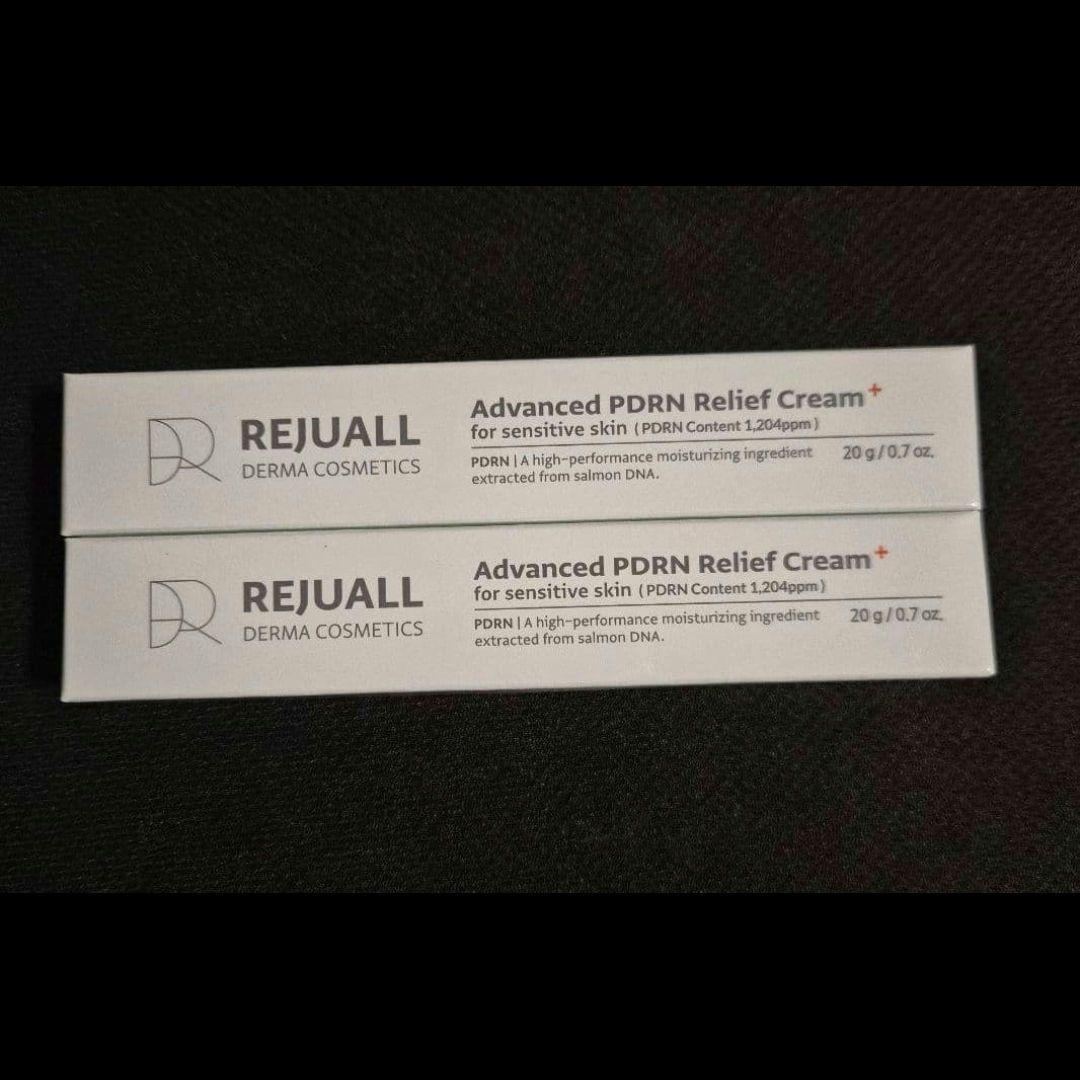 REJUALL
DERMA COSMETICS
Advanced PDRN Relief Cream+
for sensitive skin (PDRN Content 1,204ppm)
PDRN | A high-performance moisturizing ingredient
extracted from salmon DNA.
20 g / 0.7 oz.
REJUALL
DERMA COSMETICS
Advanced PDRN Relief Cream+
for sensitive skin (PDRN Content 1,204ppm)
PDRN | A high-performance moisturizing ingredient
extracted from salmon DNA.
20 g / 0.7 oz.